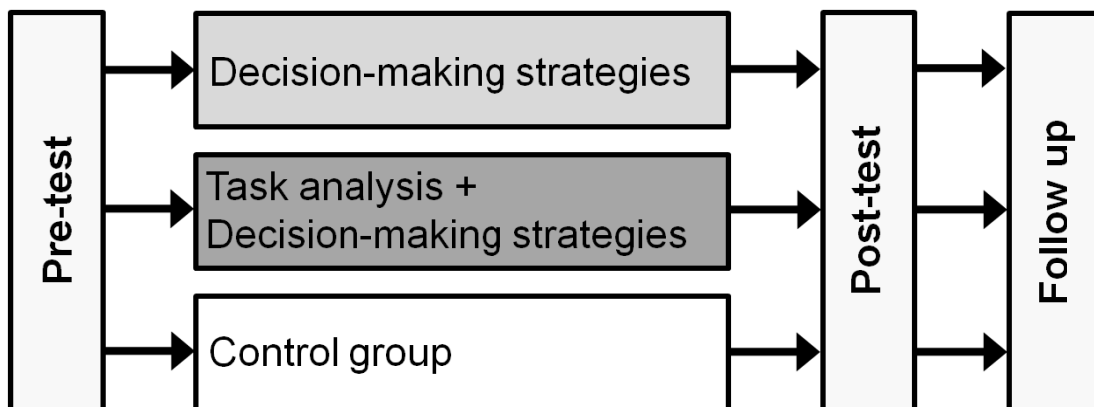 Pre-test
Decision-making strategies
Task analysis +
Decision-making strategies
Control group
Post-test
Follow up